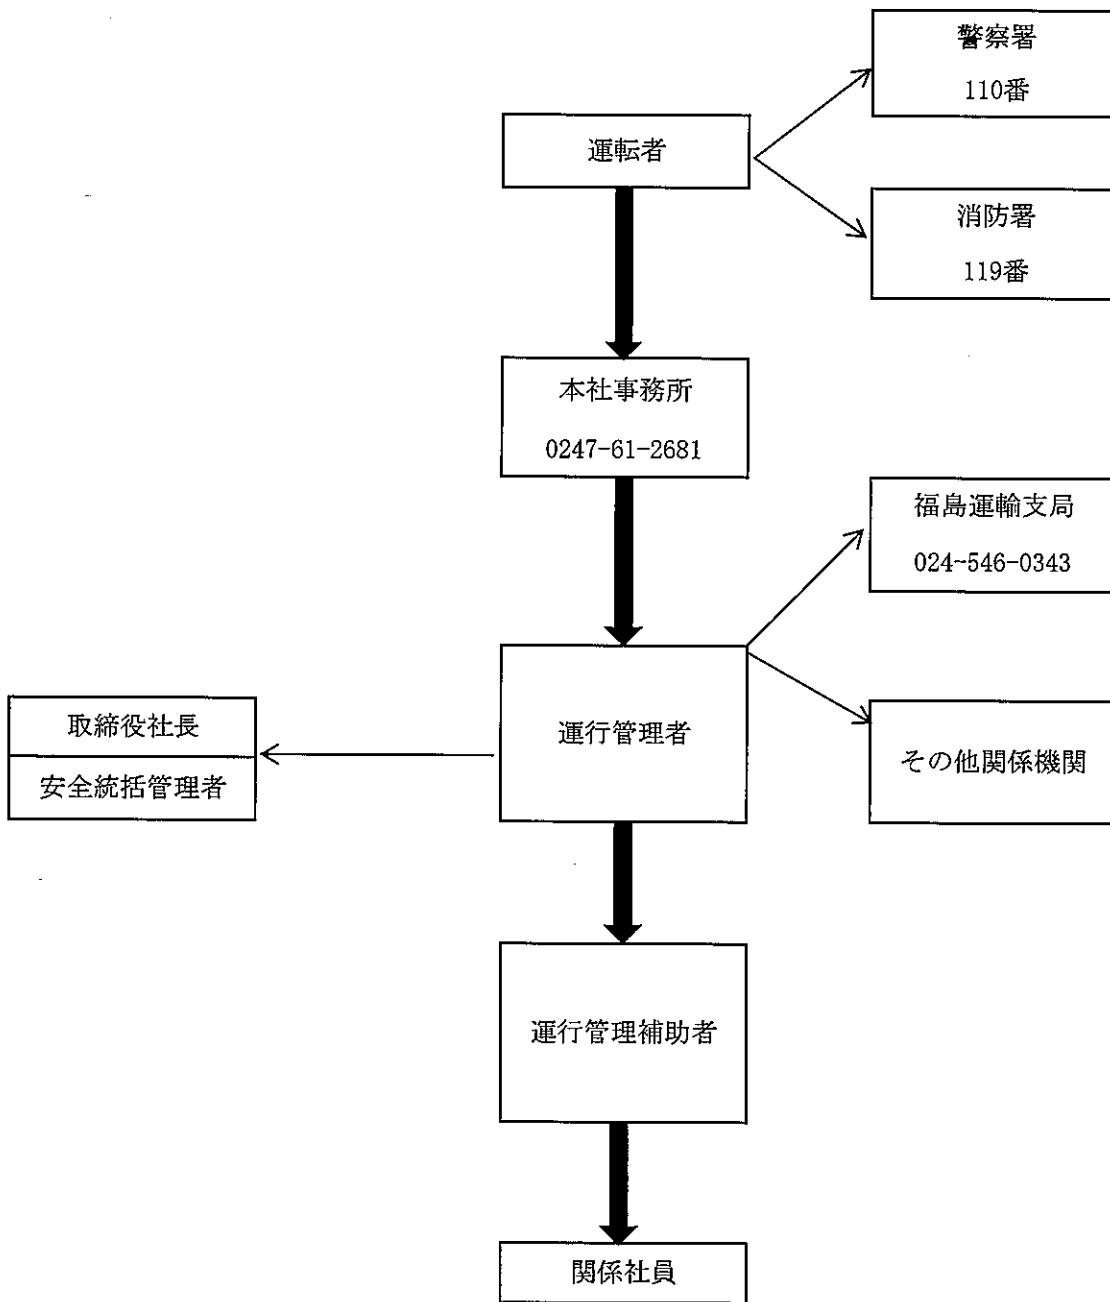 警察署
110番
運転者
消防署
119番
本社事務所
0247-61-2681
福島運輸支局
024-546-0343
取締役社長
安全統括管理者
運行管理者
その他関係機関
運行管理補助者
関係社員